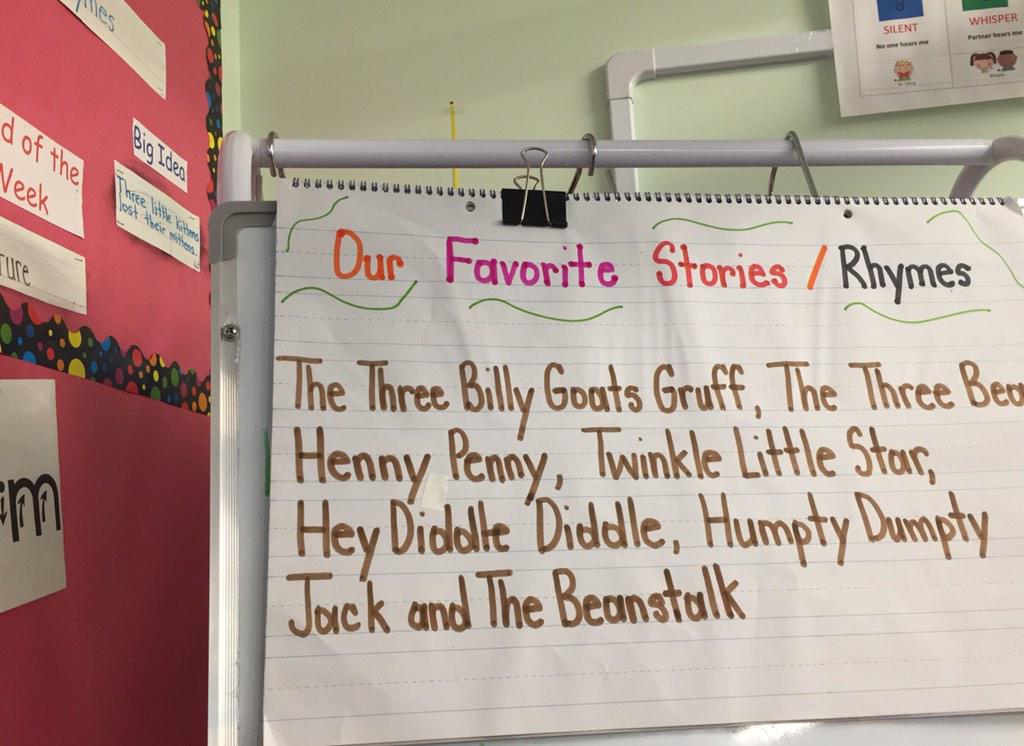 SILENT
No one hears me
WHISPER
Partner hears me
Whisper
d of the
Week
Big Idea
Three little kittens
lost their mittens.
Our Favorite Stories / Rhymes
The Three Billy Goats Gruff, The Three Bea
Henny Penny, Twinkle Little Star,
Hey Diddle Diddle, Humpty Dumpty
Jack and The Beanstalk